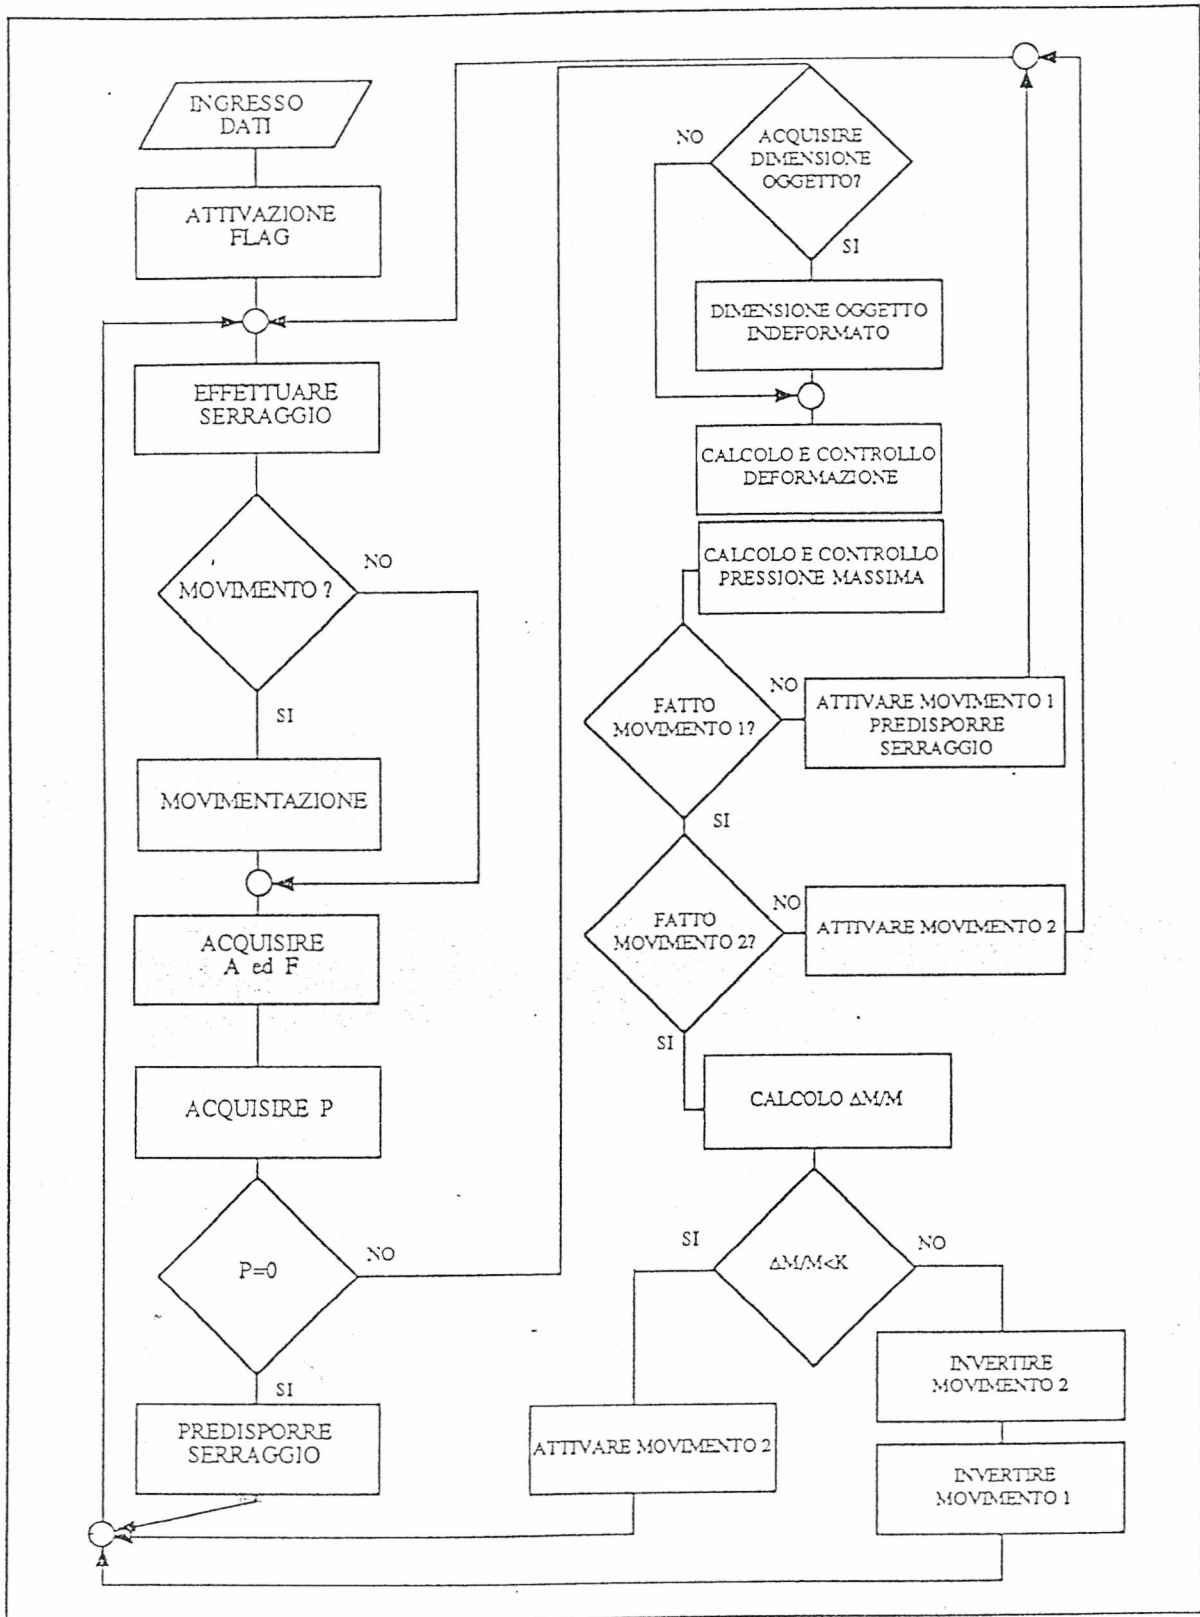 INGRESSO
DATI
ATTIVAZIONE
FLAG
EFFETTUARE
SERRAGGIO
MOVIMENTO ?
NO
SI
MOVIMENTAZIONE
ACQUISIRE
A ed F
ACQUISIRE P
P=0
NO
SI
PREDISPORRE
SERRAGGIO
NO
ACQUISIRE
DIMENSIONE
OGGETTO?
SI
DIMENSIONE OGGETTO
INDEFORMATO
CALCOLO E CONTROLLO
DEFORMAZIONE
CALCOLO E CONTROLLO
PRESSIONE MASSIMA
FATTO
MOVIMENTO 1?
NO
ATTIVARE MOVIMENTO 1
PREDISPORRE
SERRAGGIO
SI
FATTO
MOVIMENTO 2?
NO
ATTIVARE MOVIMENTO 2
SI
CALCOLO ΔM/M
SI
ΔM/M<K
NO
ATTIVARE MOVIMENTO 2
INVERTIRE
MOVIMENTO 2
INVERTIRE
MOVIMENTO 1